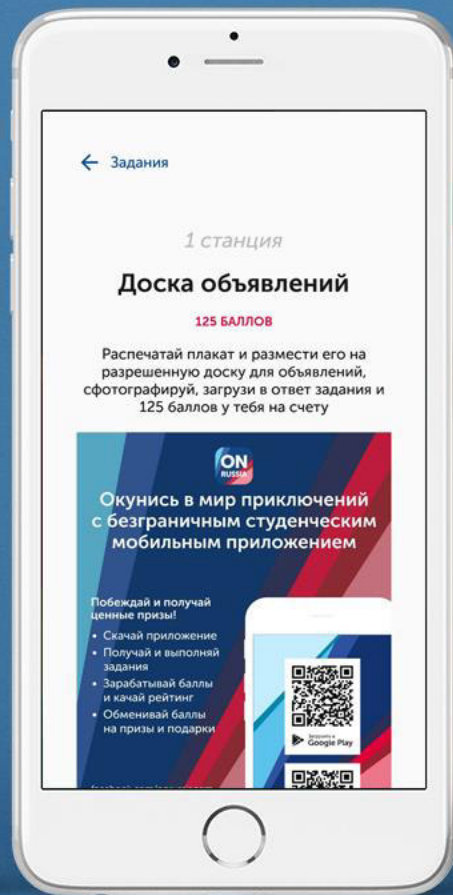 ← Задания
1 станция
Доска объявлений
125 БАЛЛОВ
Распечатай плакат и размести его на
разрешенную доску для объявлений,
сфотографируй, загрузи в ответ задания и
125 баллов у тебя на счету
ON
RUSSIA
Окунись в мир приключений
с безграничным студенческим
мобильным приложением
Побеждай и получай
ценные призы!
• Скачай приложение
• Получай и выполняй
задания
• Зарабатывай баллы
и качай рейтинг
• Обменивай баллы
на призы и подарки
Загрузите в
Google Play